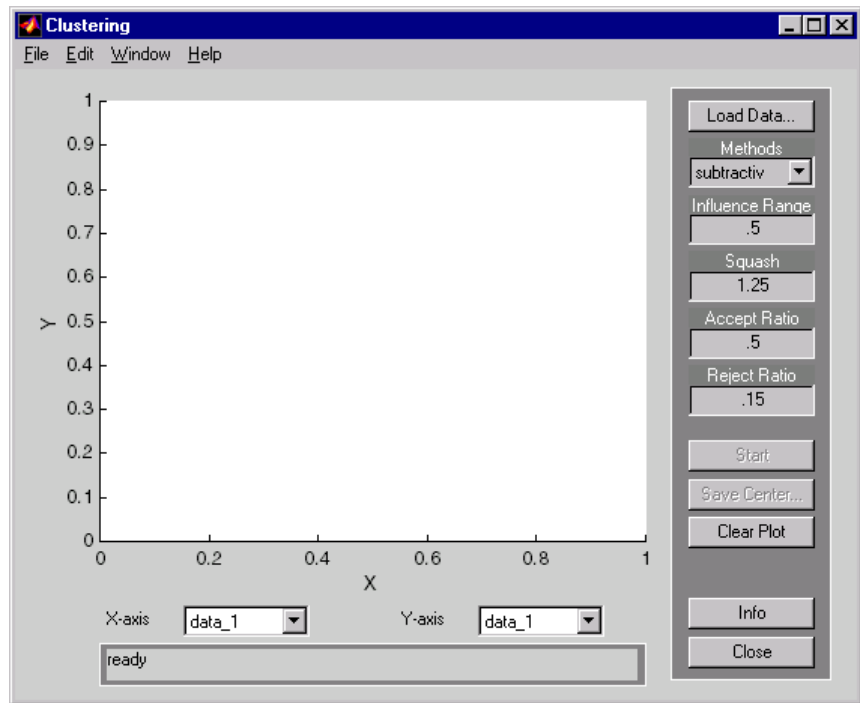 Clustering
File Edit Window Help
1
0.9
0.8
0.7
0.6
0.5
0.4
0.3
0.2
0.1
0
Y
0 0.2 0.4 0.6 0.8 1
X
X-axis data_1 Y-axis data_1
ready
Load Data...
Methods
subtractiv
Influence Range
.5
Squash
1.25
Accept Ratio
.5
Reject Ratio
.15
Start
Save Center...
Clear Plot
Info
Close